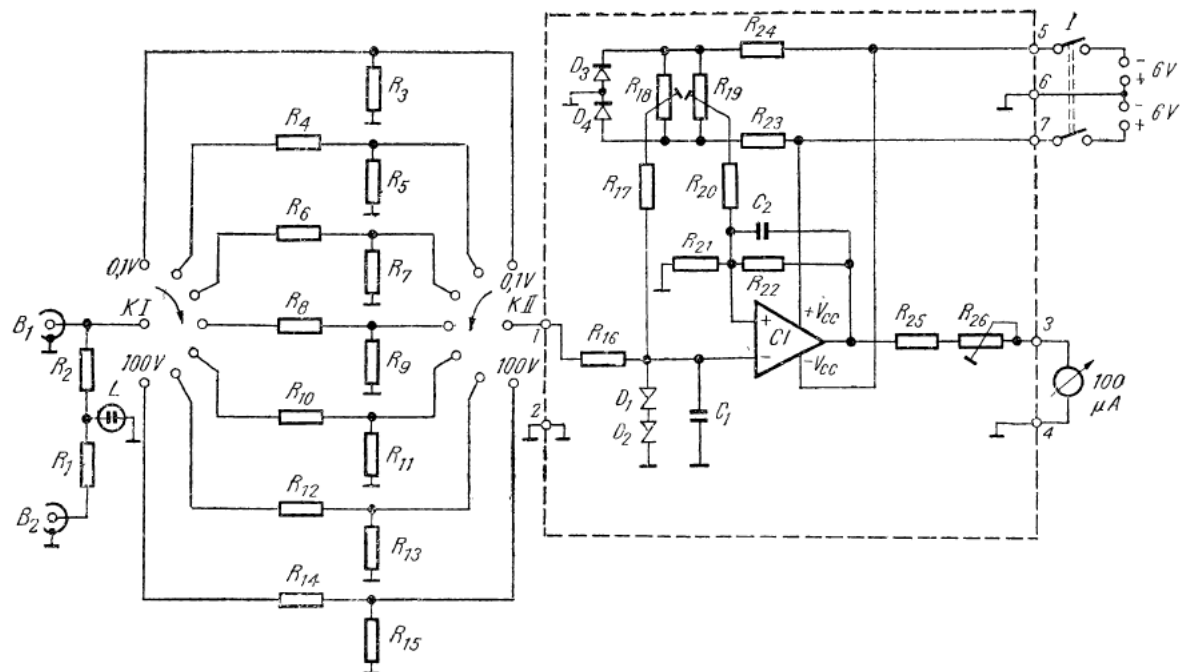 R3
R4
R5
R6
R7
R8
R9
R10
R11
R12
R13
R14
R15
0,1V
KI
100V
0,1V
KII
100V
B1
R2
L
R1
B2
1
2
R16
D1
D2
C1
D3
D4
R18
R19
R24
R23
R17
R20
C2
R21
R22
+
-
CI
+VCC
-VCC
R25
R26
5
6
7
I
-
+
6V
-
+
6V
3
4
100
μA